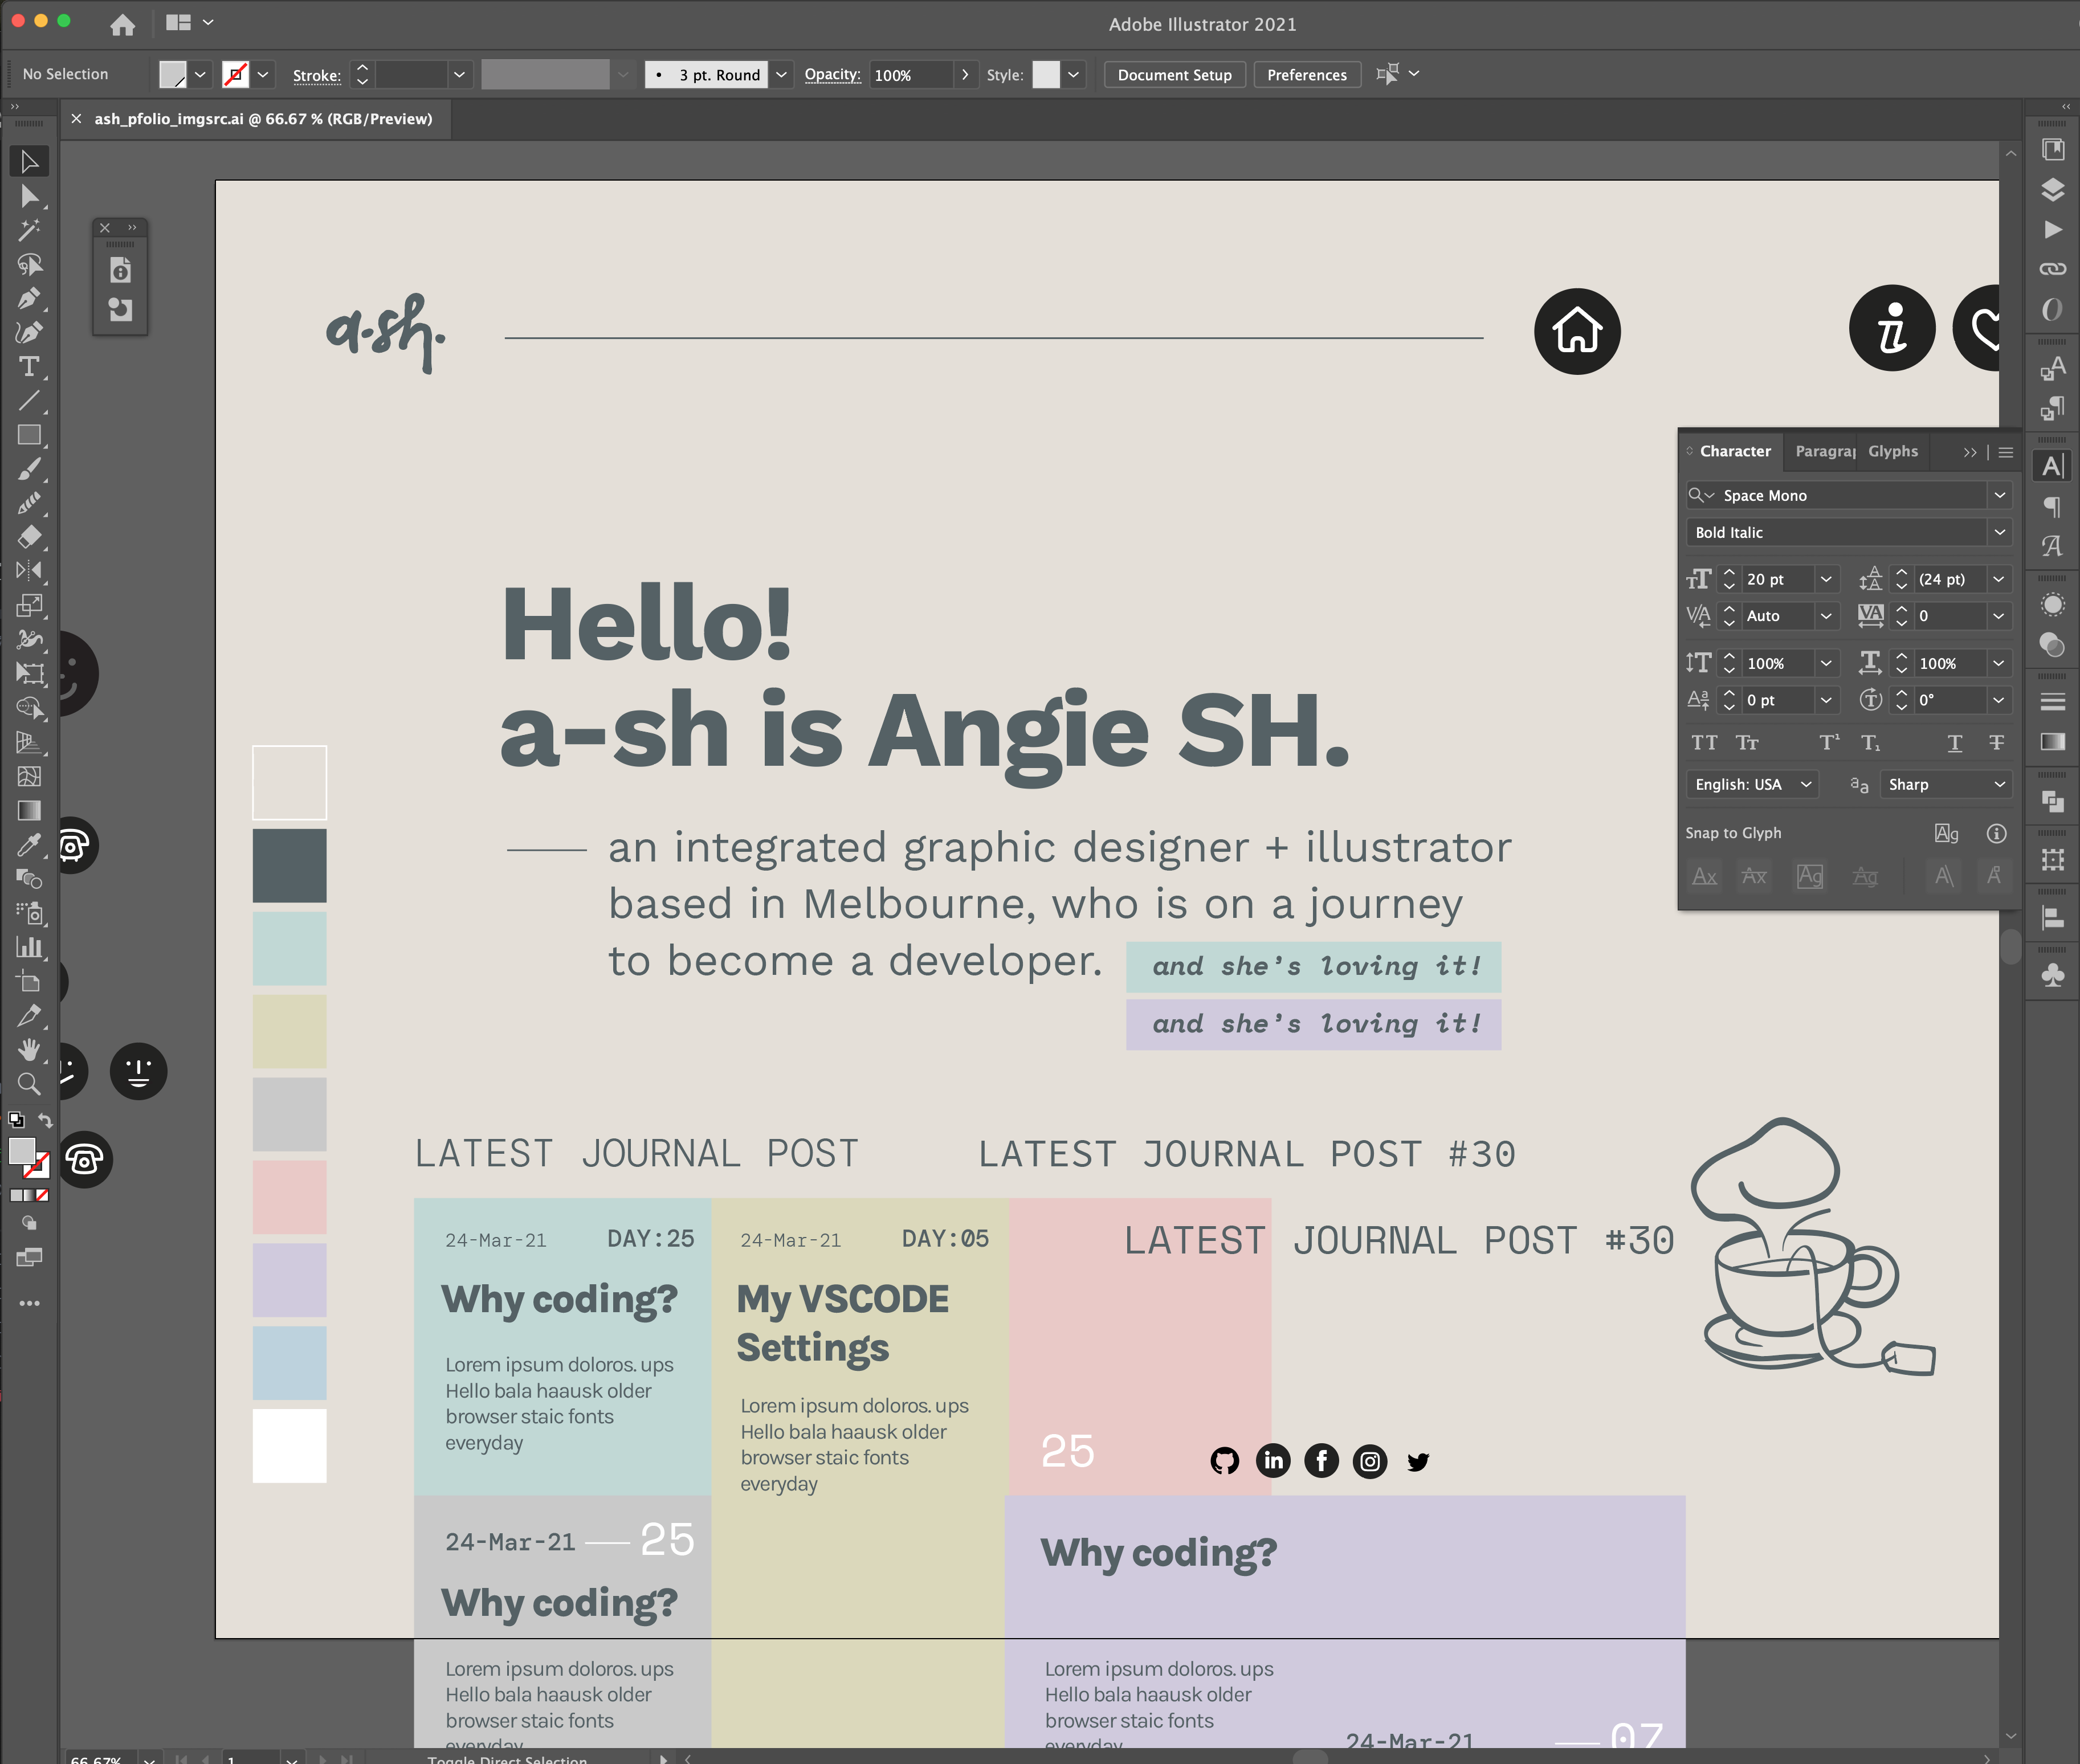 Adobe Illustrator 2021
No Selection
Stroke:
3 pt. Round
Opacity:
100%
Style:
Document Setup
Preferences
ash_pfolio_imgsrc.ai @ 66.67 % (RGB/Preview)
a-sh.
Hello!
a-sh is Angie SH.
an integrated graphic designer + illustrator
based in Melbourne, who is on a journey
to become a developer.
and she's loving it!
and she's loving it!
Character
Paragrap
Glyphs
Space Mono
Bold Italic
20 pt
(24 pt)
Auto
0
100%
100%
0 pt
0°
English: USA
Sharp
Snap to Glyph
LATEST JOURNAL POST
LATEST JOURNAL POST #30
LATEST JOURNAL POST #30
24-Mar-21
DAY:25
Why coding?
Lorem ipsum doloros. ups
Hello bala haausk older
browser staic fonts
everyday
24-Mar-21
DAY:05
My VSCODE
Settings
Lorem ipsum doloros. ups
Hello bala haausk older
browser staic fonts
everyday
25
24-Mar-21
25
Why coding?
Lorem ipsum doloros. ups
Hello bala haausk older
browser staic fonts
everyday
Why coding?
Lorem ipsum doloros. ups
Hello bala haausk older
browser staic fonts
everyday
24-Mar-21
07
66.67%
1
Toggle Direct Selection